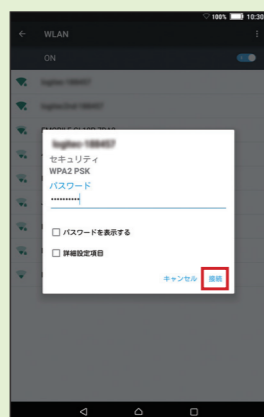 100% 10:30
WLAN
ON
セキュリティ
WPA2 PSK
パスワード
••••••••••
パスワードを表示する
詳細設定項目
キャンセル 接続